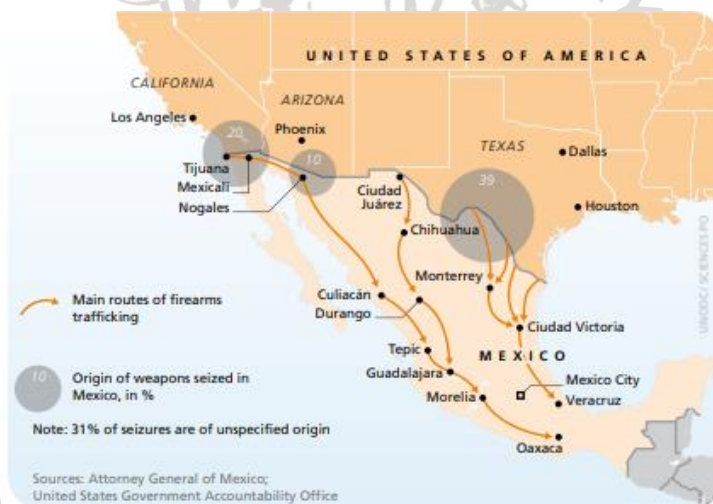 UNITED STATES OF AMERICA
CALIFORNIA
ARIZONA
Los Angeles
20%
Phoenix
TEXAS
Dallas
10
Tijuana
Mexicali
39
Ciudad
Juárez
Nogales
Houston
Chihuahua
Monterrey
Main routes of firearms
trafficking
Culiacán
Durango
Ciudad Victoria
Tepic
MEXICO
10
Origin of weapons seized in
Mexico, in %
Guadalajara
Mexico City
Morelia
Veracruz
Note: 31% of seizures are of unspecified origin
Oaxaca
Sources: Attorney General of Mexico;
United States Government Accountability Office
UNODC / SCIENCES PO